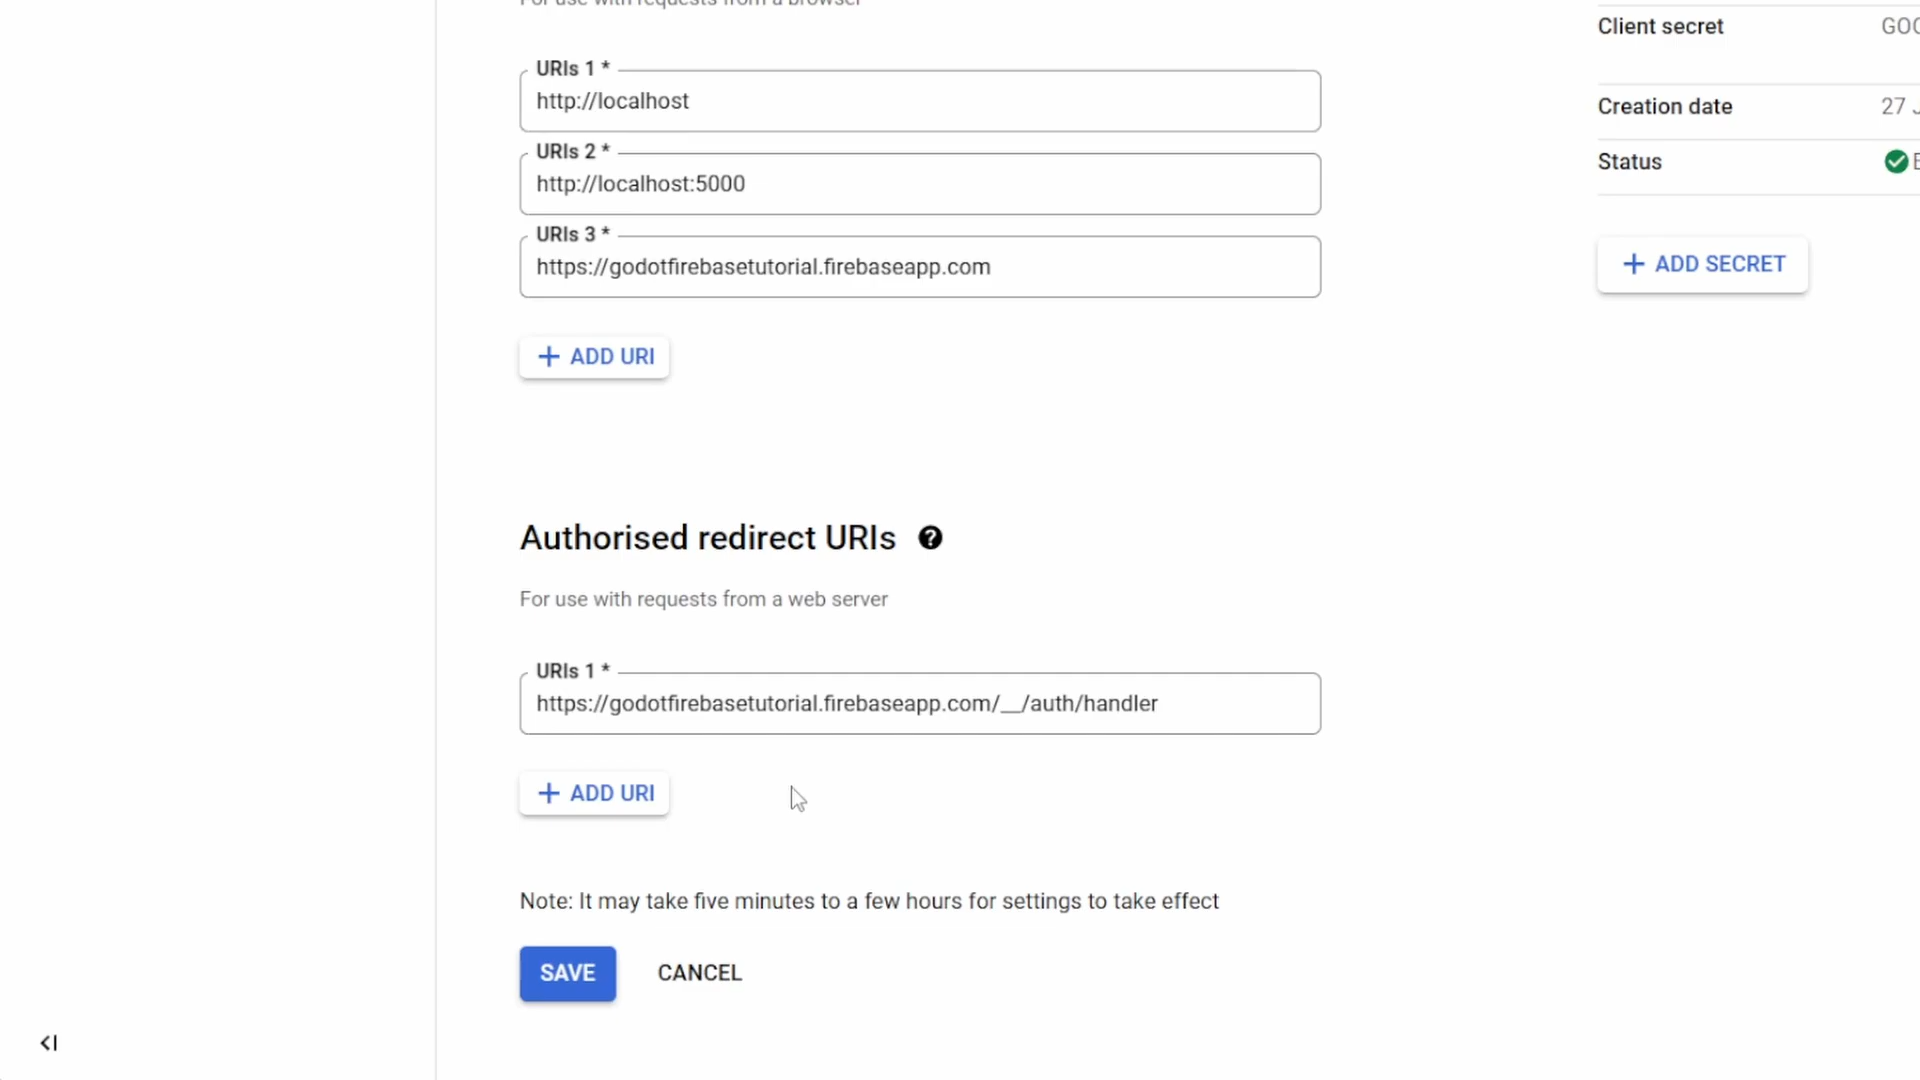 For use with requests from a browser
URIs 1 *
http://localhost
URIs 2 *
http://localhost:5000
URIs 3 *
https://godotfirebasetutorial.firebaseapp.com
+ ADD URI
Authorised redirect URIs
For use with requests from a web server
URIs 1 *
https://godotfirebasetutorial.firebaseapp.com/__/auth/handler
+ ADD URI
Note: It may take five minutes to a few hours for settings to take effect
SAVE CANCEL
Client secret
Creation date 27
Status
+ ADD SECRET